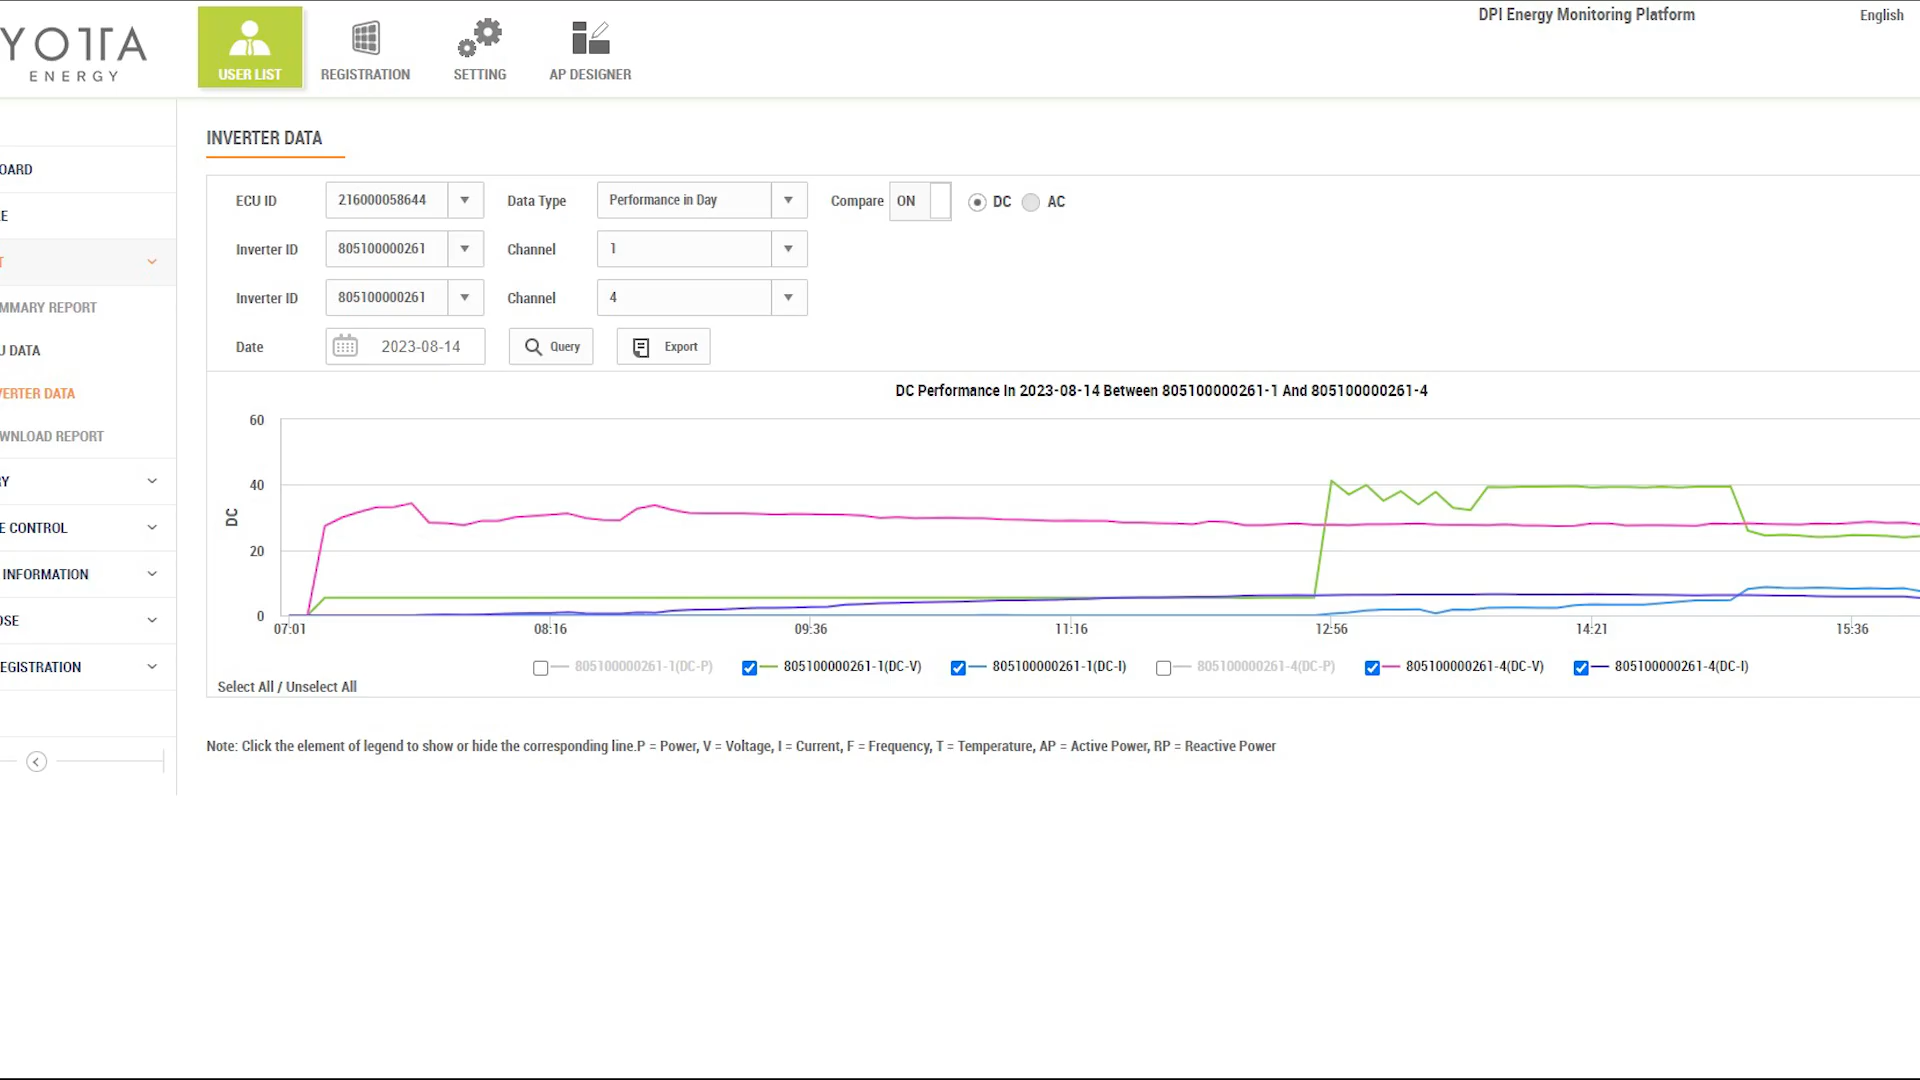 YOTTA
ENERGY
USER LIST
REGISTRATION
SETTING
AP DESIGNER
DPI Energy Monitoring Platform
English
OARD
E
T
MMARY REPORT
U DATA
VERTER DATA
WNLOAD REPORT
RY
E CONTROL
INFORMATION
OSE
EGISTRATION
INVERTER DATA
ECU ID 216000058644 Data Type Performance in Day Compare ON DC AC
Inverter ID 805100000261 Channel 1
Inverter ID 805100000261 Channel 4
Date 2023-08-14 Query Export
DC Performance In 2023-08-14 Between 805100000261-1 And 805100000261-4
60
40
20
0
DC
07:01 08:16 09:36 11:16 12:56 14:21 15:36
805100000261-1(DC-P) 805100000261-1(DC-V) 805100000261-1(DC-I) 805100000261-4(DC-P) 805100000261-4(DC-V) 805100000261-4(DC-I)
Select All / Unselect All
Note: Click the element of legend to show or hide the corresponding line.P = Power, V = Voltage, I = Current, F = Frequency, T = Temperature, AP = Active Power, RP = Reactive Power